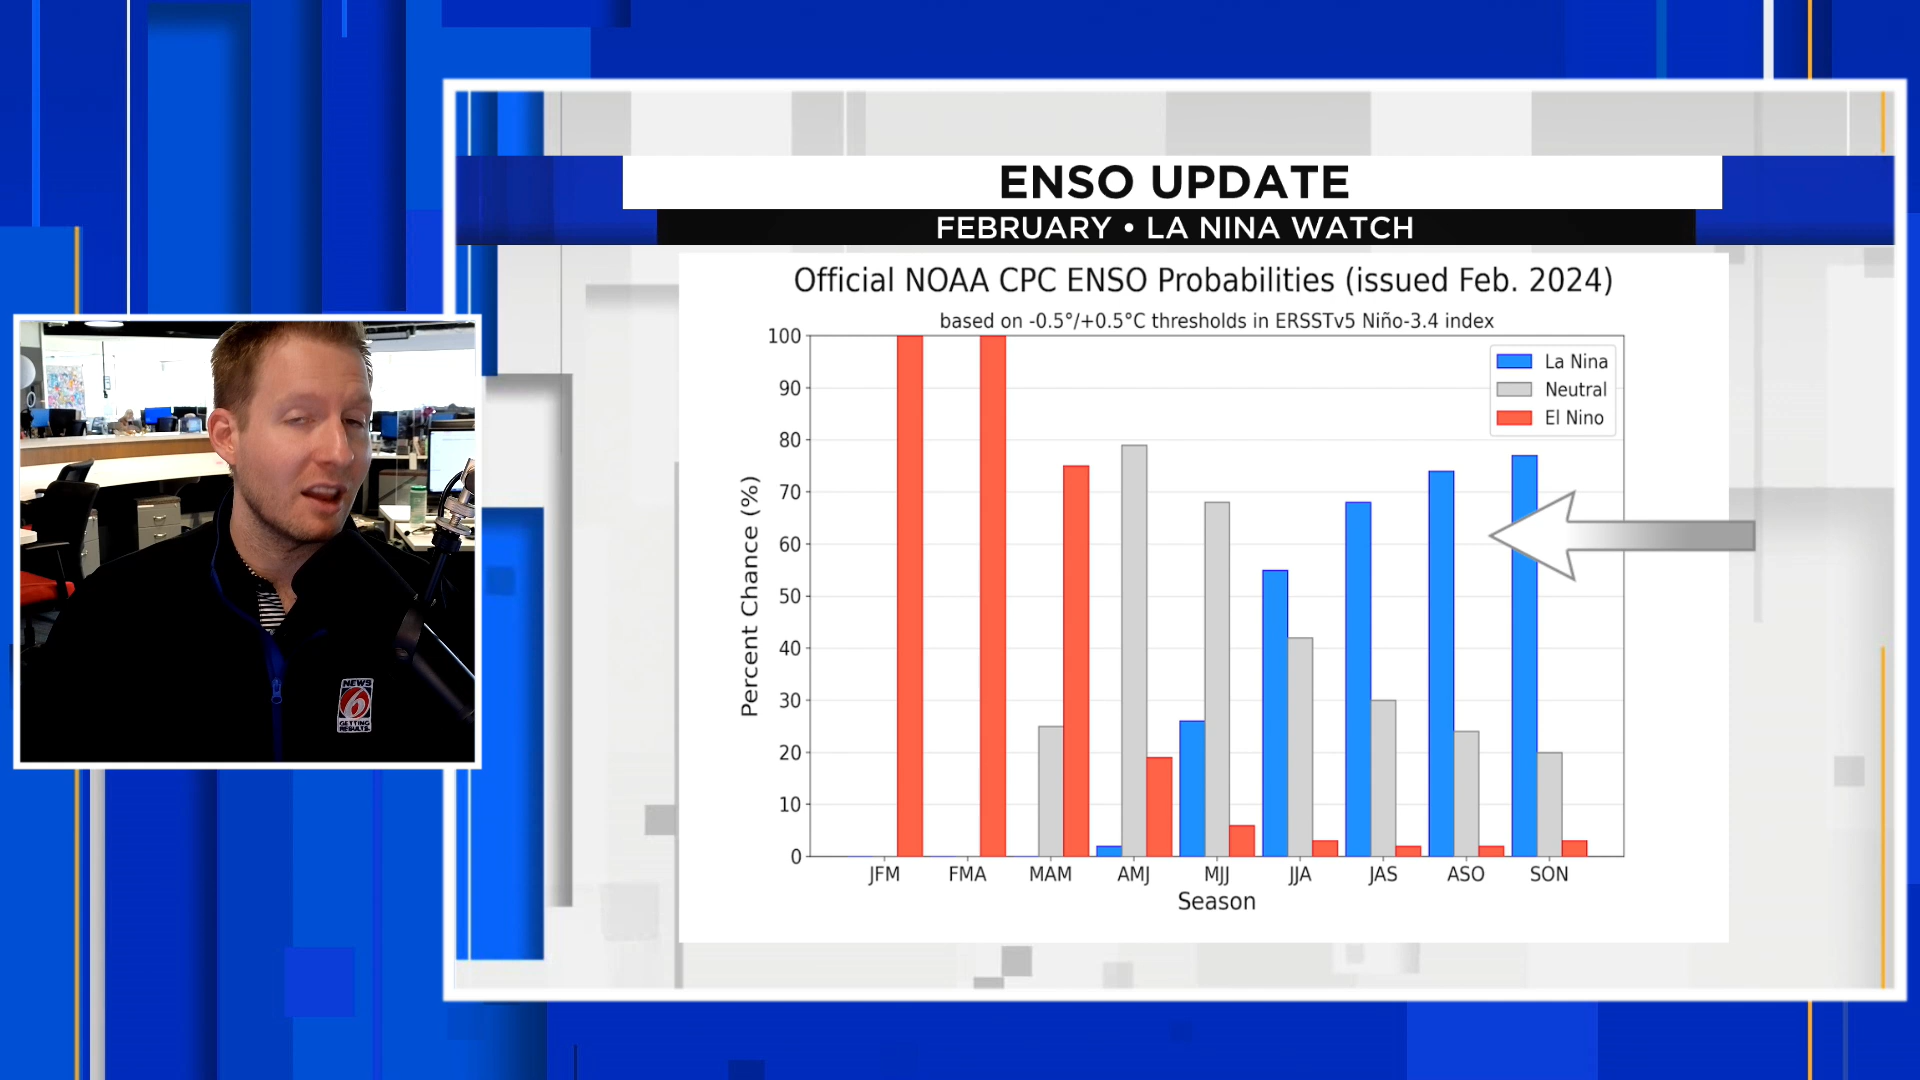 ENSO UPDATE
FEBRUARY • LA NINA WATCH
Official NOAA CPC ENSO Probabilities (issued Feb. 2024)
based on -0.5°/+0.5°C thresholds in ERSSTv5 Niño-3.4 index
La Nina
Neutral
El Nino
Percent Chance (%)
100
90
80
70
60
50
40
30
20
10
0
JFM FMA MAM AMJ MJJ JJA JAS ASO SON
Season
NEWS
6
GETTING
RESULTS